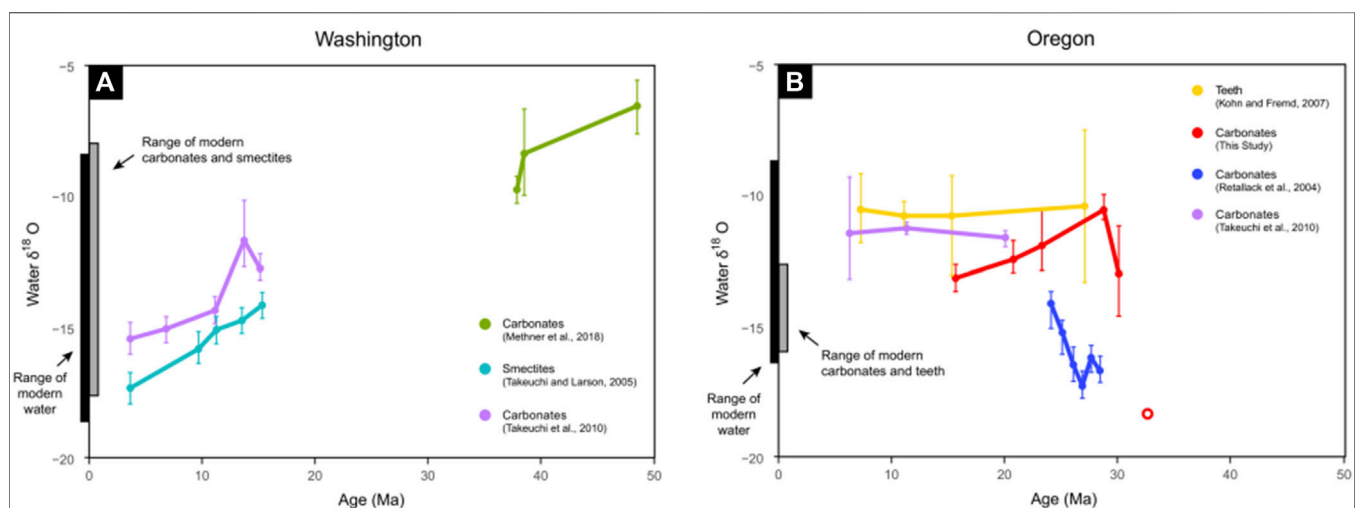 Washington
A
−5
−10
−15
−20
Water δ18 O
0
10
20
30
40
50
Age (Ma)
Range of modern
carbonates and smectites
Range of
modern
water
Carbonates
(Methner et al., 2018)
Smectites
(Takeuchi and Larson, 2005)
Carbonates
(Takeuchi et al., 2010)
Oregon
B
−5
−10
−15
−20
Water δ18 O
0
10
20
30
40
50
Age (Ma)
Teeth
(Kohn and Fremd, 2007)
Carbonates
(This Study)
Carbonates
(Retallack et al., 2004)
Carbonates
(Takeuchi et al., 2010)
Range of modern
carbonates and teeth
Range of
modern
water